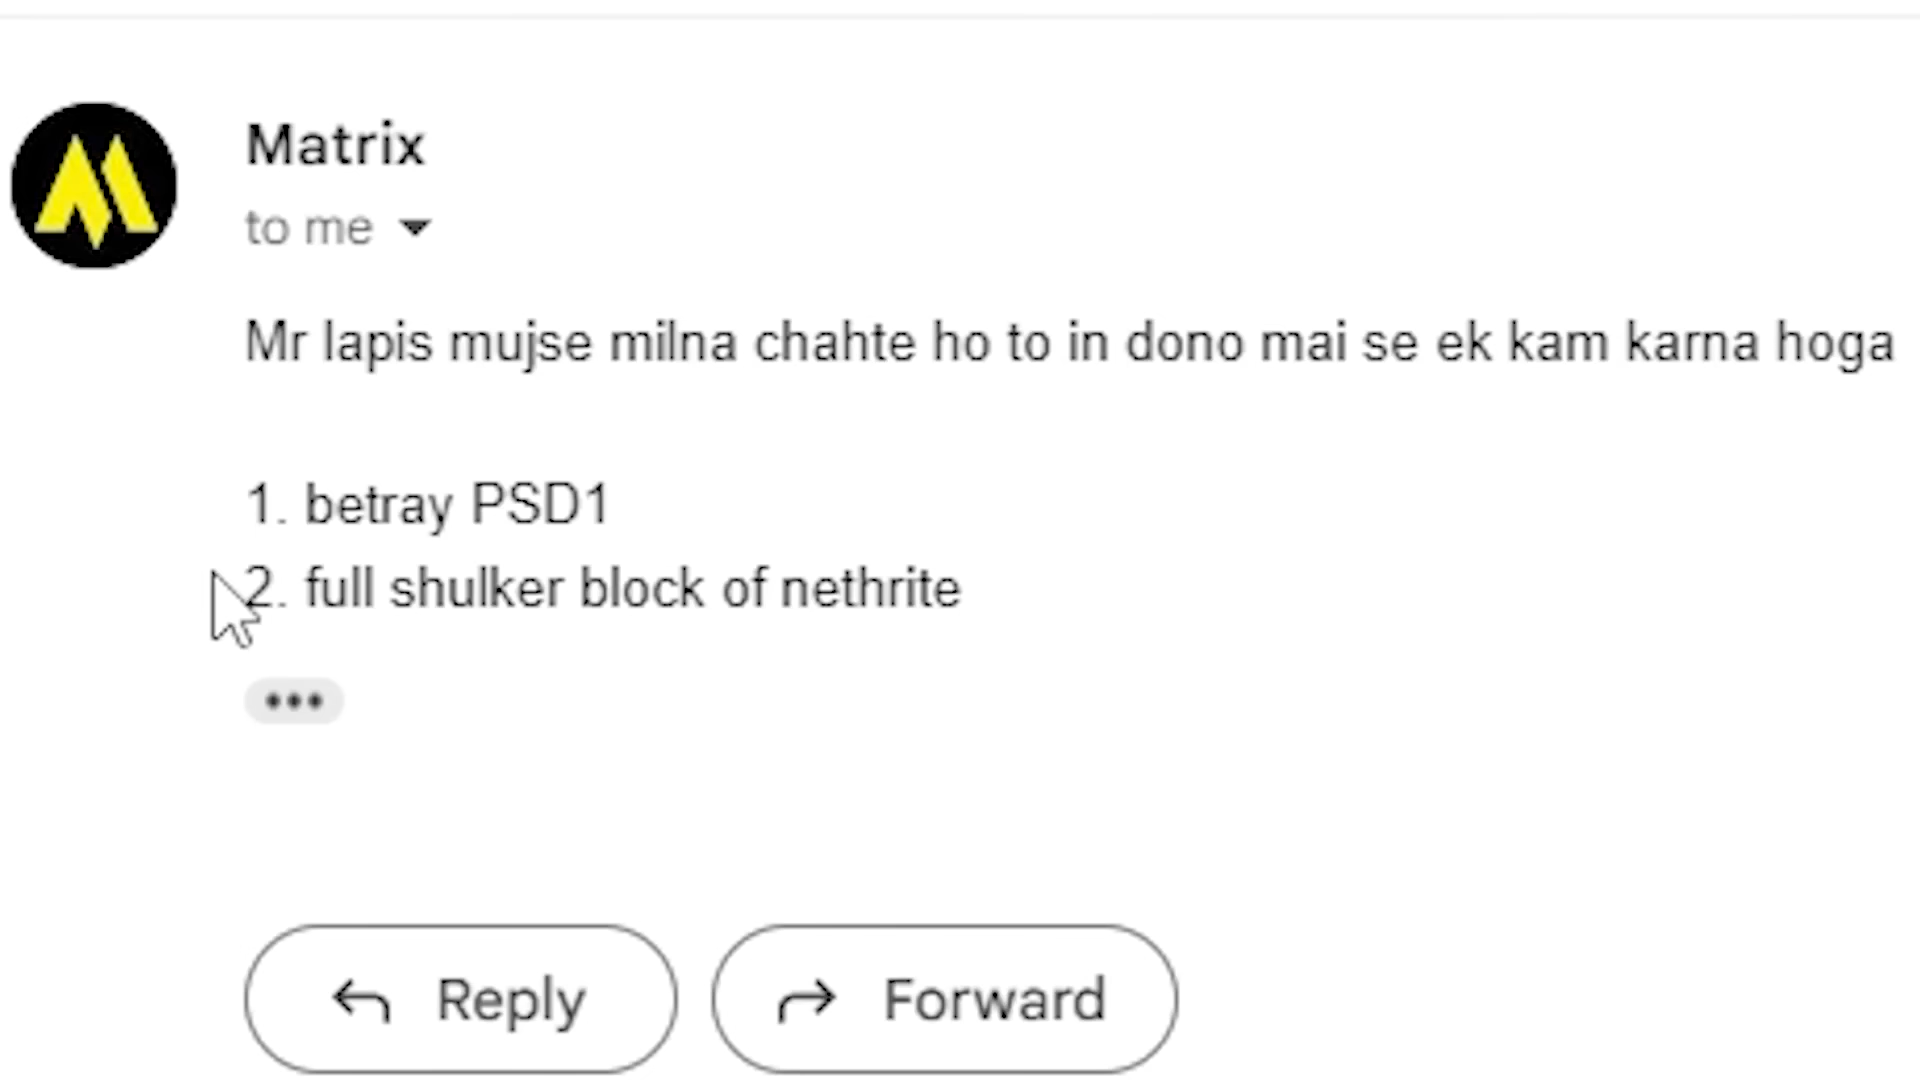 Matrix
to me
Mr lapis mujse milna chahte ho to in dono mai se ek kam karna hoga
1. betray PSD1
2. full shulker block of nethrite
Reply
Forward